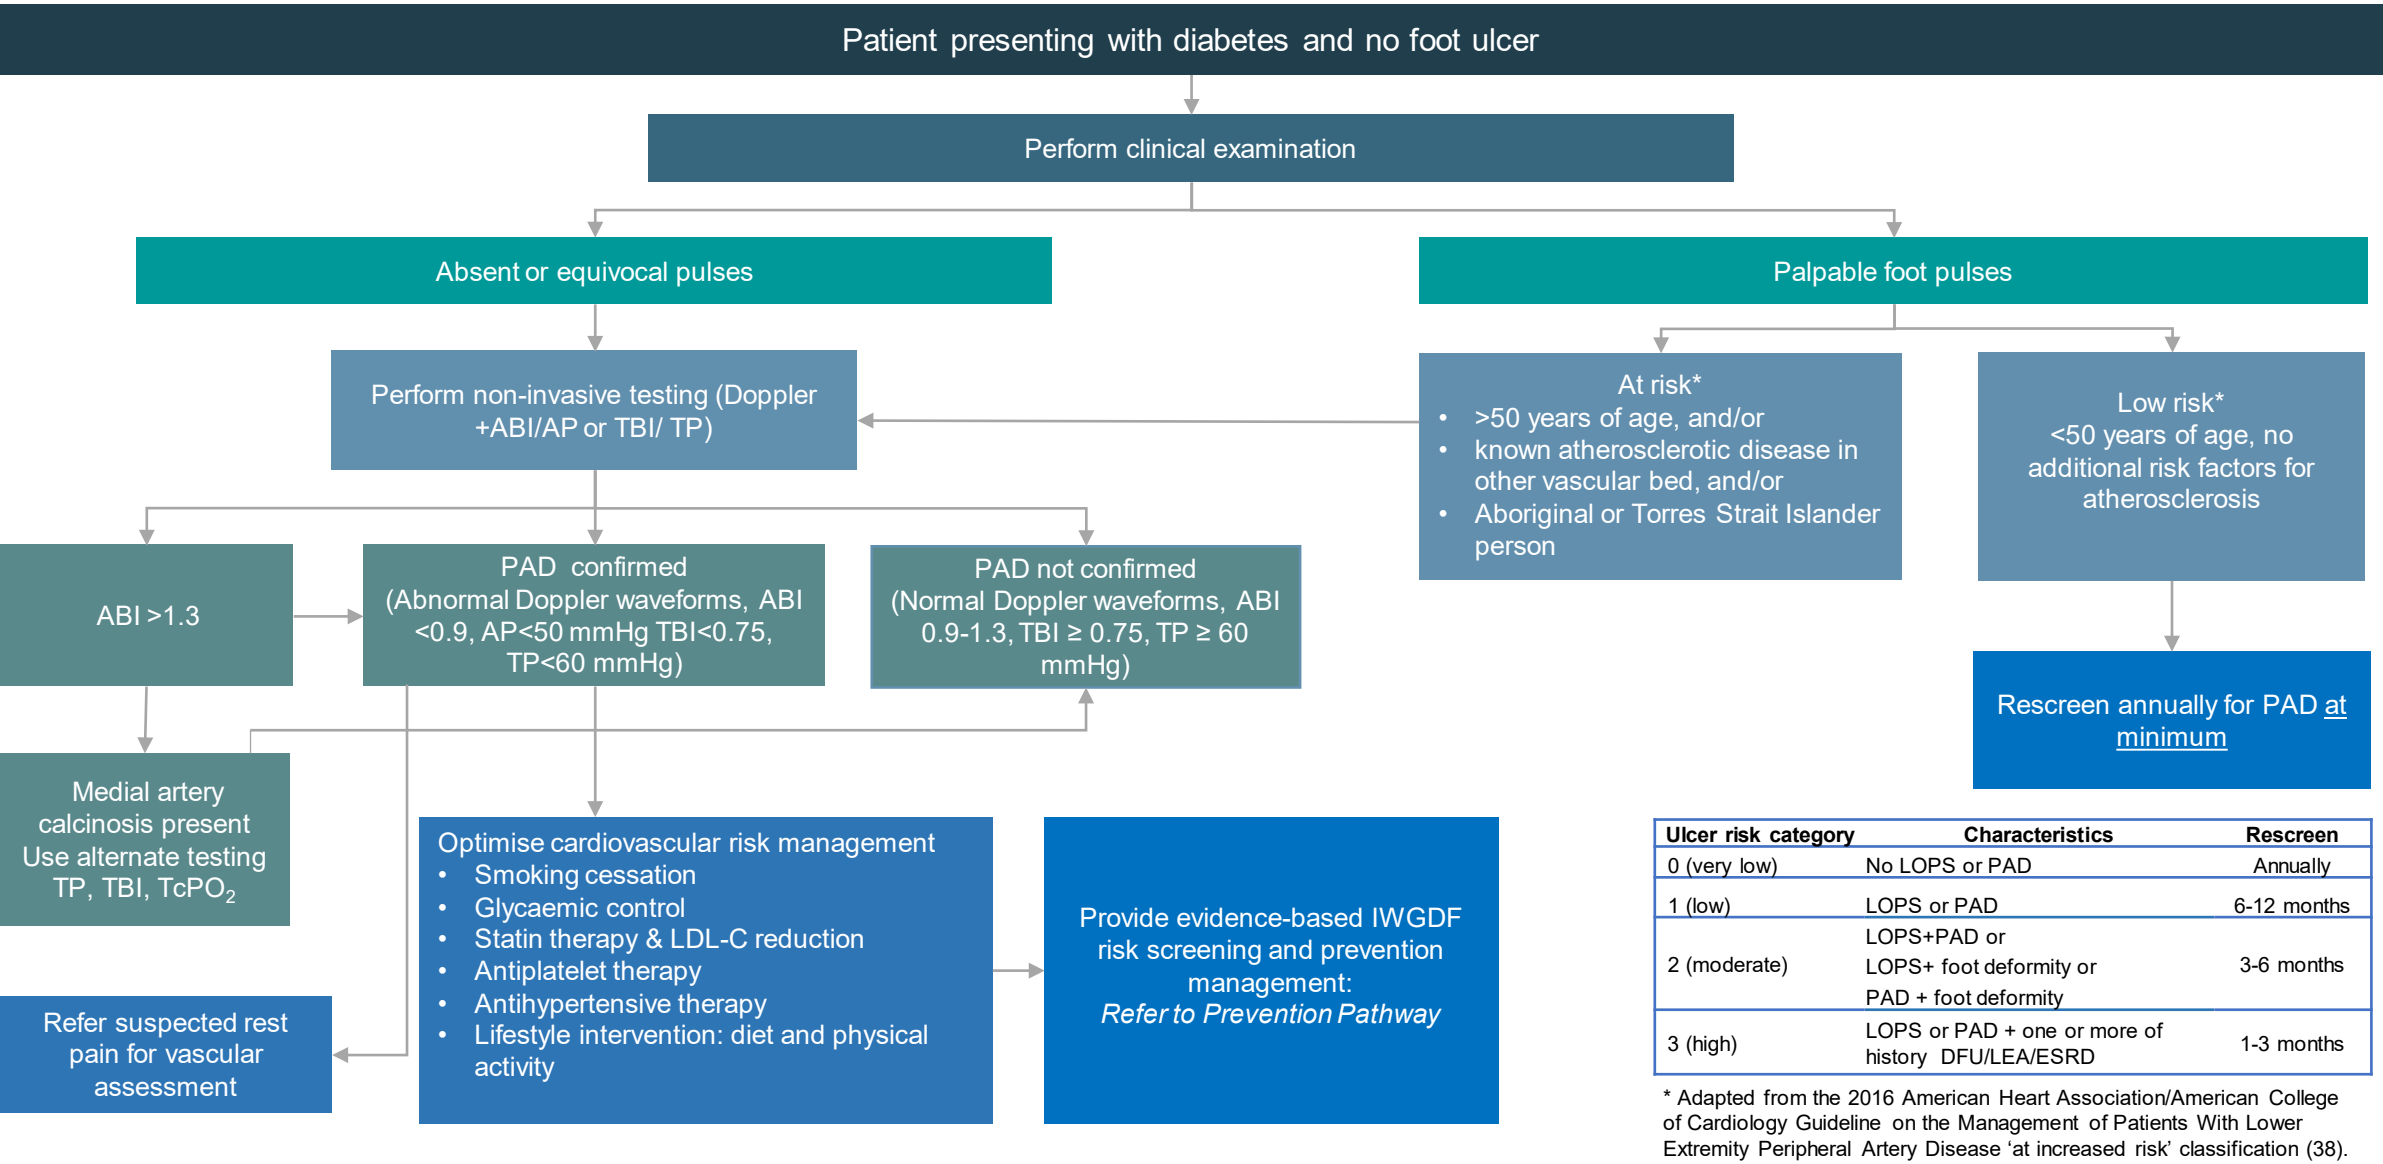 Patient presenting with diabetes and no foot ulcer
Perform clinical examination
Absent or equivocal pulses
Palpable foot pulses
Perform non-invasive testing (Doppler
+ABI/AP or TBI/ TP)
At risk*
• >50 years of age, and/or
• known atherosclerotic disease in
other vascular bed, and/or
• Aboriginal or Torres Strait Islander
person
Low risk*
<50 years of age, no
additional risk factors for
atherosclerosis
ABI >1.3
PAD confirmed
(Abnormal Doppler waveforms, ABI
<0.9, AP<50 mmHg TBI<0.75,
TP<60 mmHg)
PAD not confirmed
(Normal Doppler waveforms, ABI
0.9-1.3, TBI ≥ 0.75, TP ≥ 60
mmHg)
Rescreen annually for PAD at
minimum
Medial artery
calcinosis present
Use alternate testing
TP, TBI, TcPO2
Optimise cardiovascular risk management
• Smoking cessation
• Glycaemic control
• Statin therapy & LDL-C reduction
• Antiplatelet therapy
• Antihypertensive therapy
• Lifestyle intervention: diet and physical
activity
Provide evidence-based IWGDF
risk screening and prevention
management:
Refer to Prevention Pathway
Refer suspected rest
pain for vascular
assessment
Ulcer risk category Characteristics Rescreen
0 (very low) No LOPS or PAD Annually
1 (low) LOPS or PAD 6-12 months
LOPS+PAD or
2 (moderate) LOPS+ foot deformity or 3-6 months
PAD + foot deformity
3 (high) LOPS or PAD + one or more of 1-3 months
history DFU/LEA/ESRD
* Adapted from the 2016 American Heart Association/American College
of Cardiology Guideline on the Management of Patients With Lower
Extremity Peripheral Artery Disease ‘at increased risk’ classification (38).